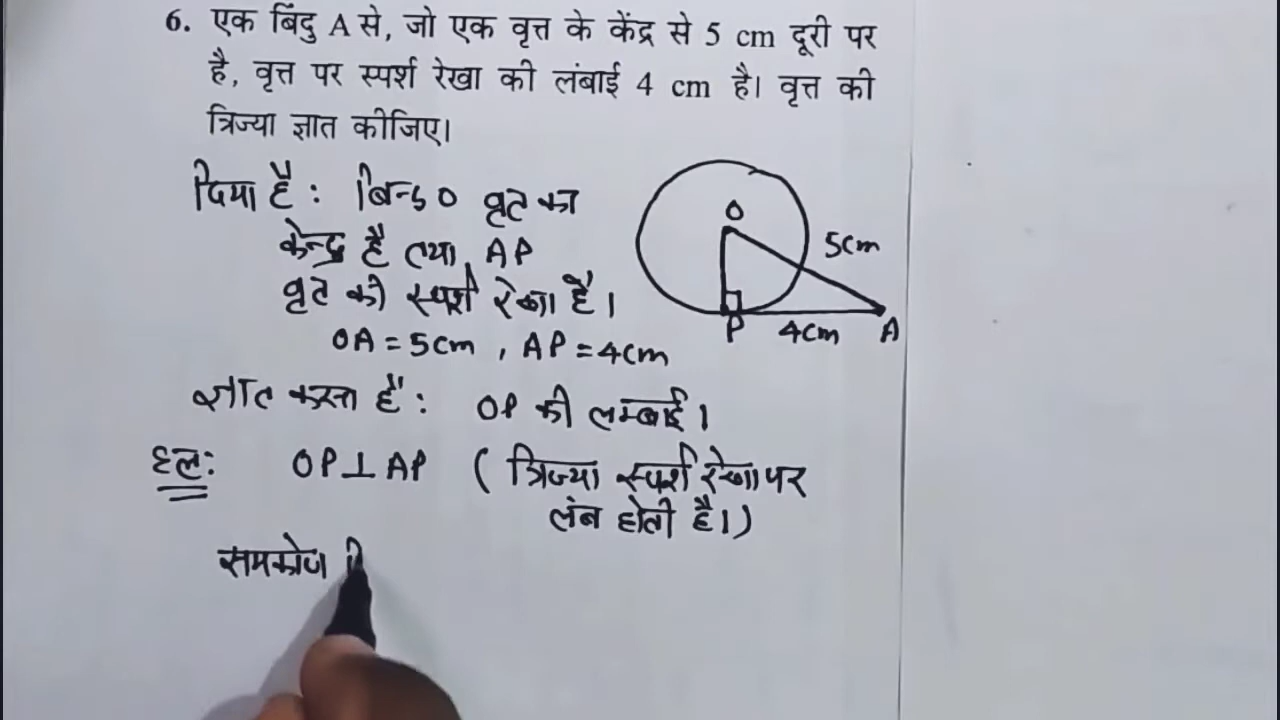 6. एक बिंदु A से, जो एक वृत्त के केंद्र से 5 cm दूरी पर
है, वृत्त पर स्पर्श रेखा की लंबाई 4 cm है। वृत्त की
त्रिज्या ज्ञात कीजिए।
दिया है : बिन्दु O वृत का
केन्द्र है तथा AP
वृत की स्पर्श रेखा है।
OA = 5cm , AP = 4cm
O
5cm
P
4cm
A
ज्ञात करना है : OP की लम्बाई।
हल:
OP⊥AP ( त्रिज्या स्पर्श रेखा पर
लंब होती है।)
समकोण